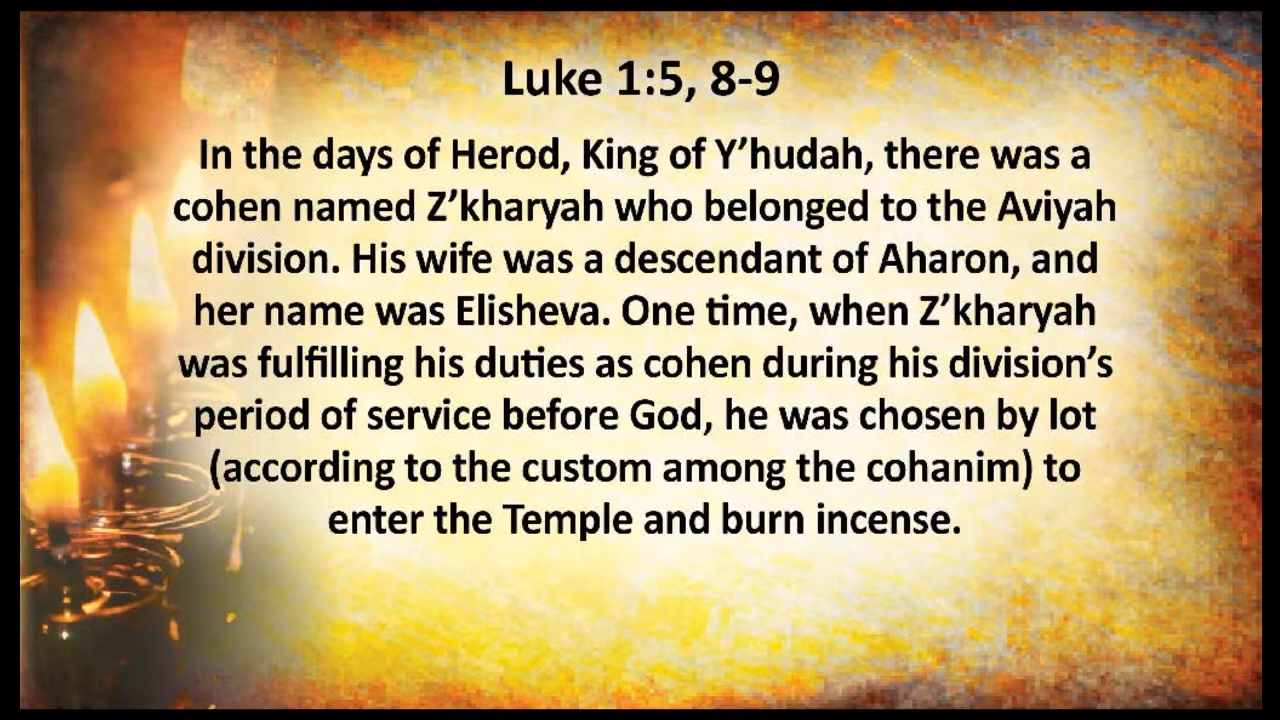 Luke 1:5, 8-9
In the days of Herod, King of Y’hudah, there was a
cohen named Z’kharyah who belonged to the Aviyah
division. His wife was a descendant of Aharon, and
her name was Elisheva. One time, when Z’kharyah
was fulfilling his duties as cohen during his division’s
period of service before God, he was chosen by lot
(according to the custom among the cohanim) to
enter the Temple and burn incense.